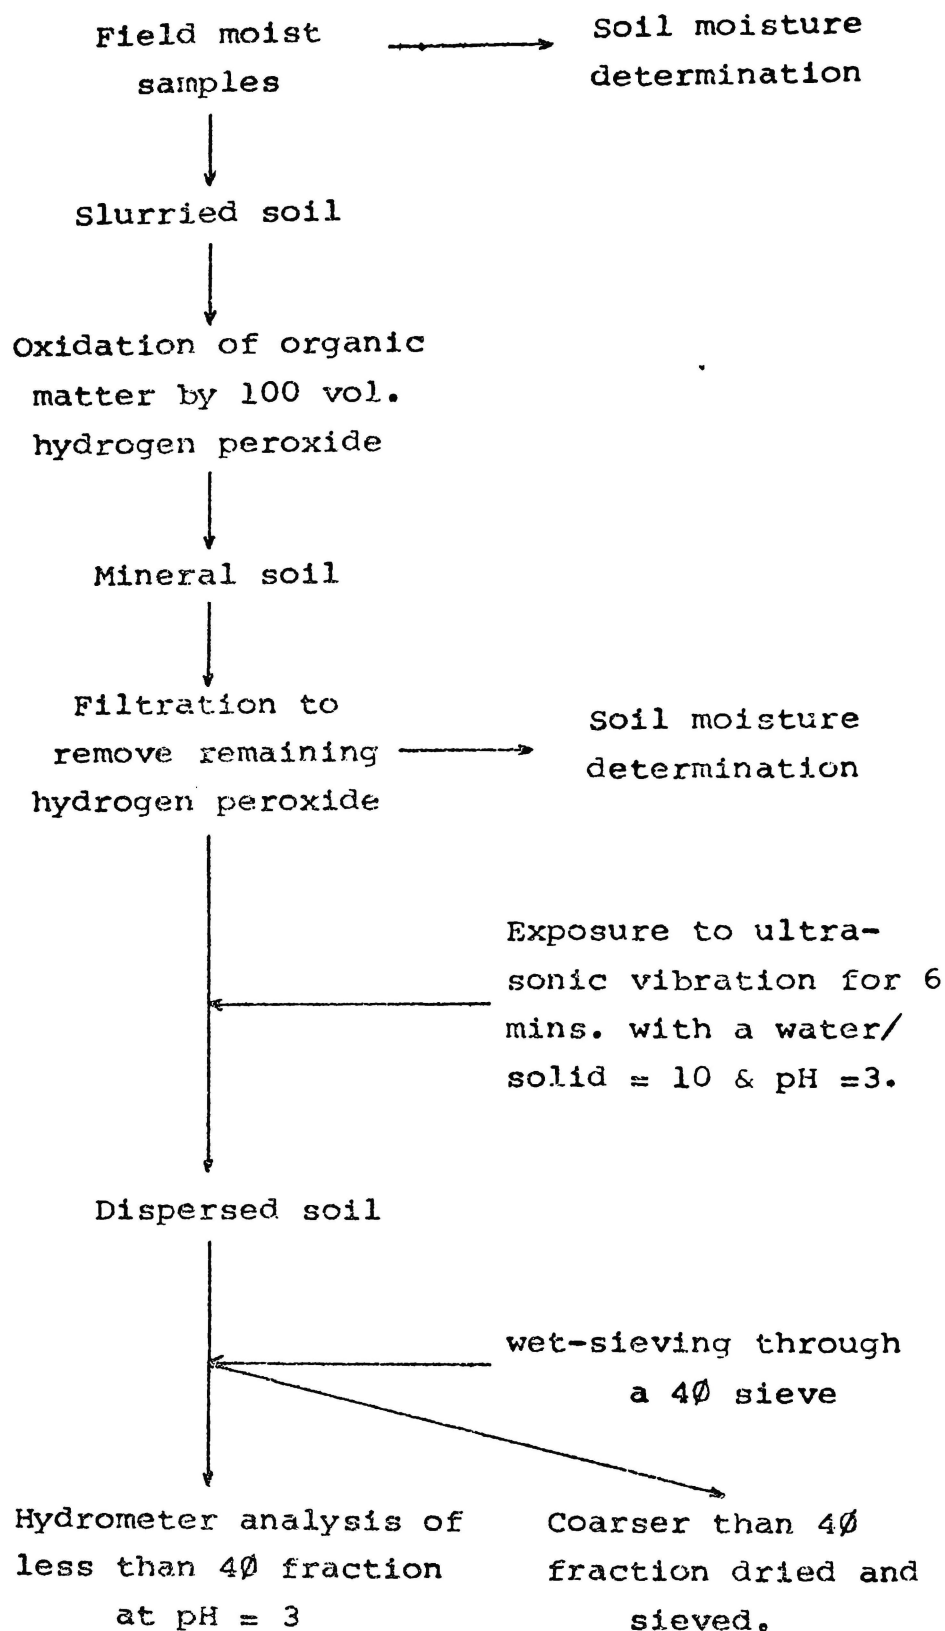 Field moist
samples
Soil moisture
determination
Slurried soil
Oxidation of organic
matter by 100 vol.
hydrogen peroxide
Mineral soil
Filtration to
remove remaining
hydrogen peroxide
Soil moisture
determination
Exposure to ultra-
sonic vibration for 6
mins. with a water/
solid = 10 & pH =3.
Dispersed soil
wet-sieving through
a 4Ø sieve
Hydrometer analysis of
less than 4Ø fraction
at pH = 3
Coarser than 4Ø
fraction dried and
sieved.